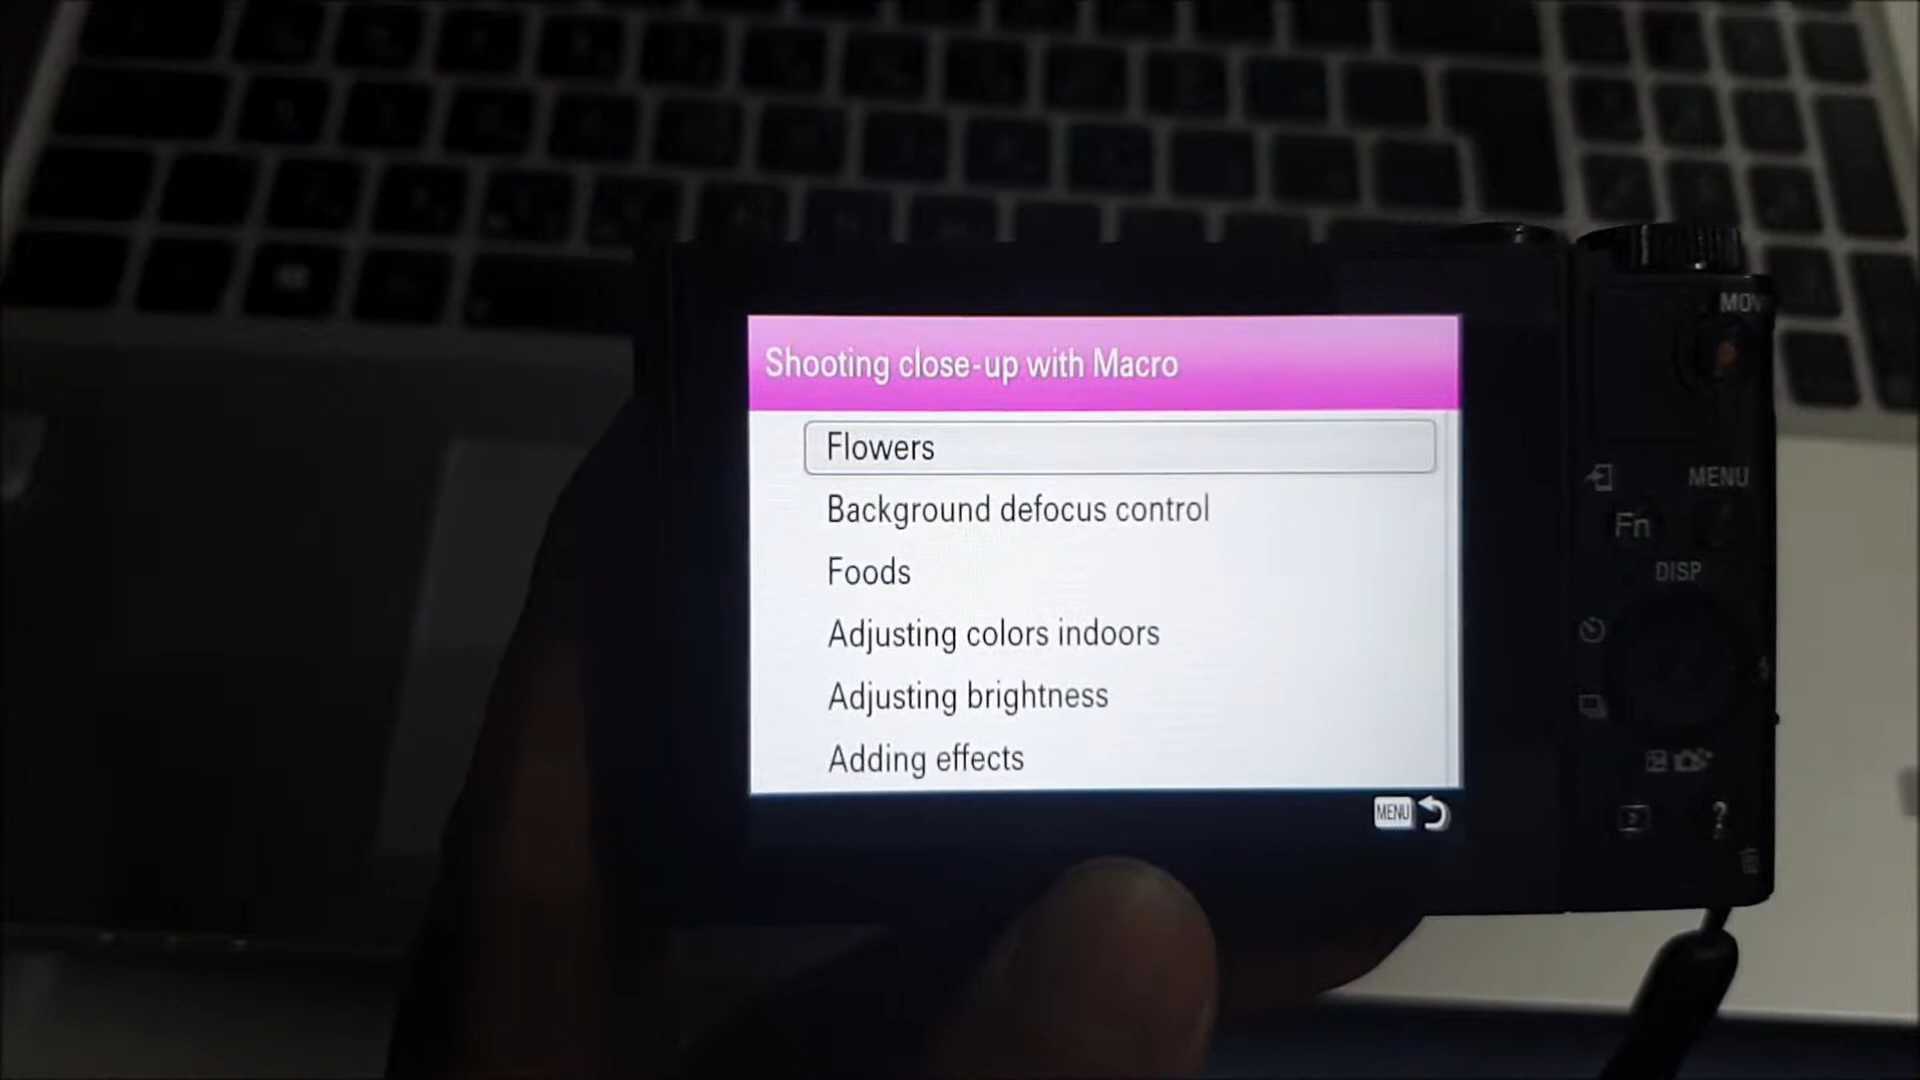 Shooting close-up with Macro
Flowers
Background defocus control
Foods
Adjusting colors indoors
Adjusting brightness
Adding effects
MENU
MOV
MENU
Fn
DISP
?